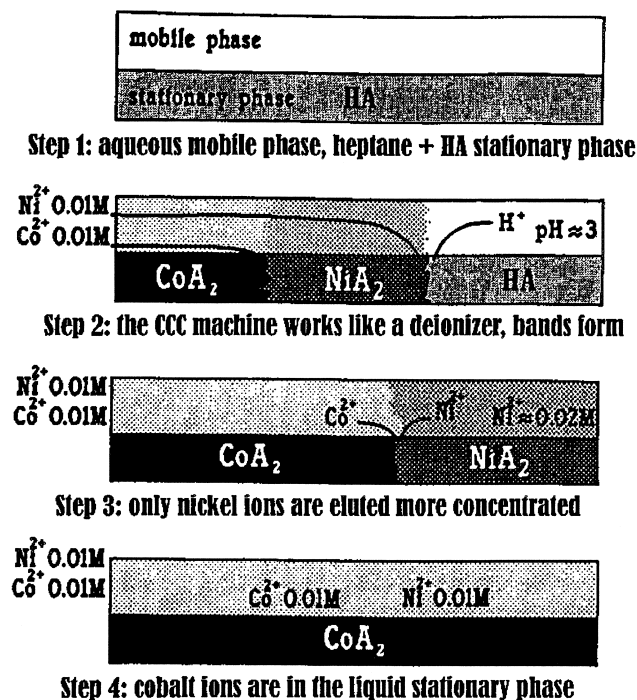 mobile phase
stationary phase HA
Step 1: aqueous mobile phase, heptane + HA stationary phase
Ni2+ 0.01M
Co2+ 0.01M
H+ pH≈3
CoA2 NiA2 HA
Step 2: the CCC machine works like a deionizer, bands form
Ni2+ 0.01M
Co2+ 0.01M
Co2+ Ni2+ Ni2+≈0.02M
CoA2 NiA2
Step 3: only nickel ions are eluted more concentrated
Ni2+ 0.01M
Co2+ 0.01M
Co2+ 0.01M Ni2+ 0.01M
CoA2
Step 4: cobalt ions are in the liquid stationary phase